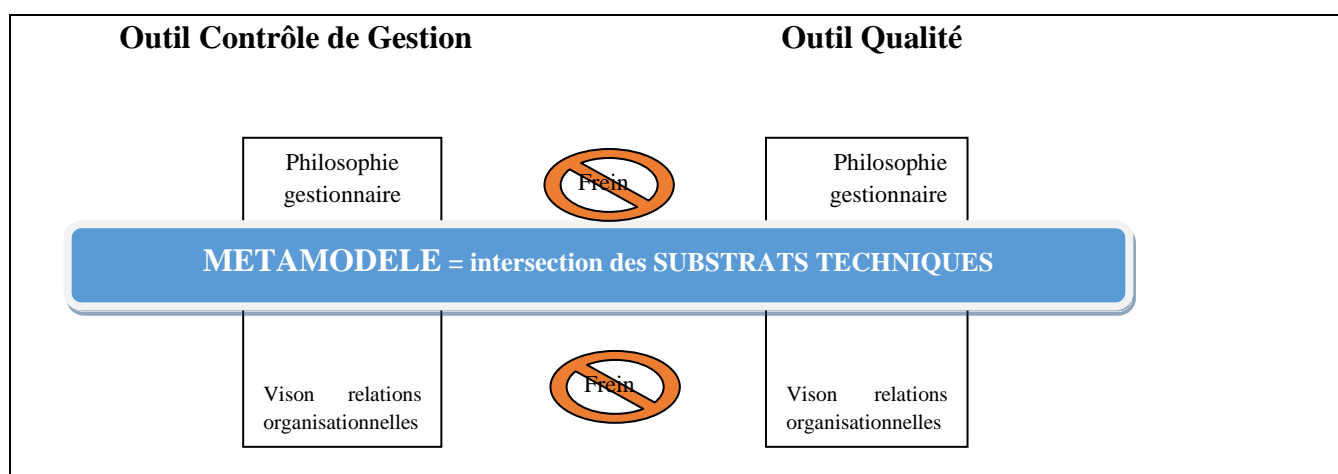 Outil Contrôle de Gestion
Outil Qualité
Philosophie
gestionnaire
Frein
Philosophie
gestionnaire
METAMODELE = intersection des SUBSTRATS TECHNIQUES
Vison relations
organisationnelles
Frein
Vison relations
organisationnelles